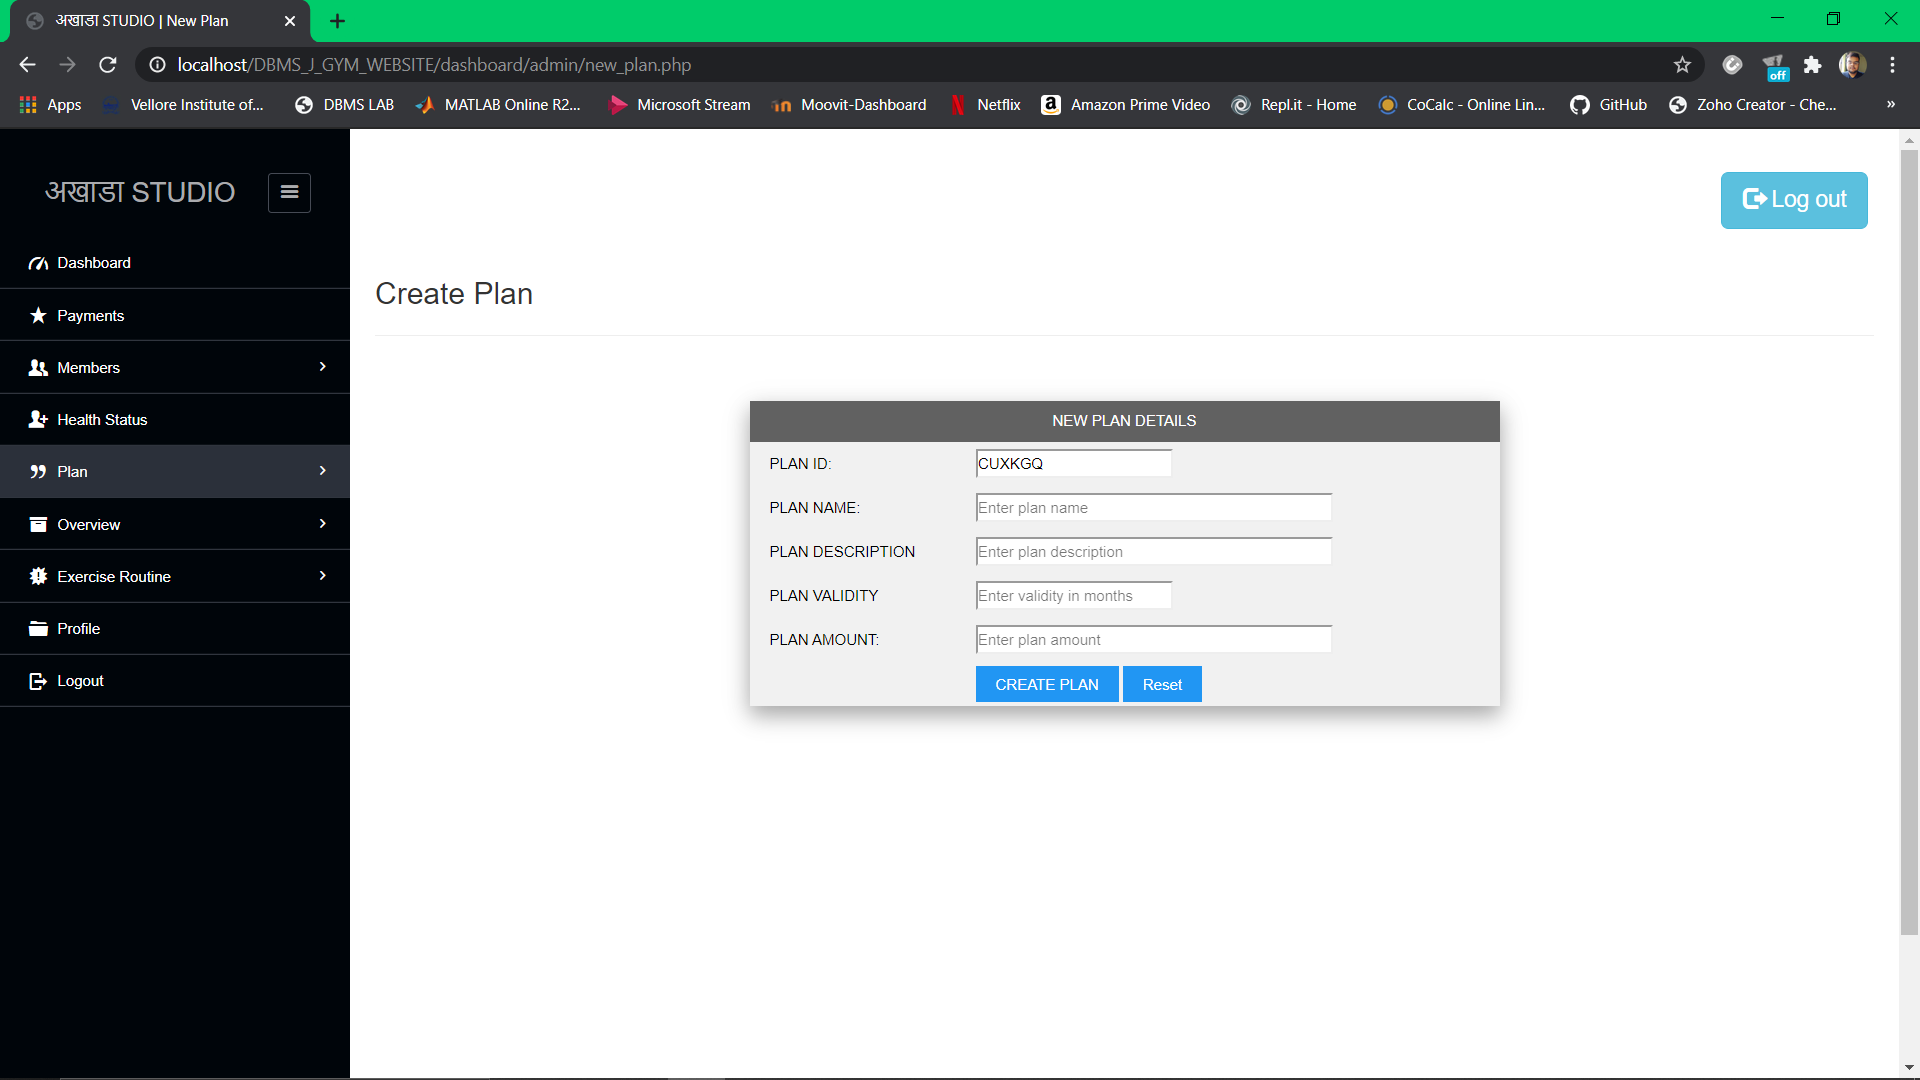 अखाडा STUDIO | New Plan
localhost/DBMS_J_GYM_WEBSITE/dashboard/admin/new_plan.php
off
Apps Vellore Institute of... DBMS LAB MATLAB Online R2... Microsoft Stream Moovit-Dashboard Netflix Amazon Prime Video Repl.it - Home CoCalc - Online Lin... GitHub Zoho Creator - Che... »
अखाडा STUDIO
Log out
Dashboard
Payments
Members
Health Status
Plan
Overview
Exercise Routine
Profile
Logout
Create Plan
NEW PLAN DETAILS
PLAN ID: CUXKGQ
PLAN NAME: Enter plan name
PLAN DESCRIPTION Enter plan description
PLAN VALIDITY Enter validity in months
PLAN AMOUNT: Enter plan amount
CREATE PLAN Reset